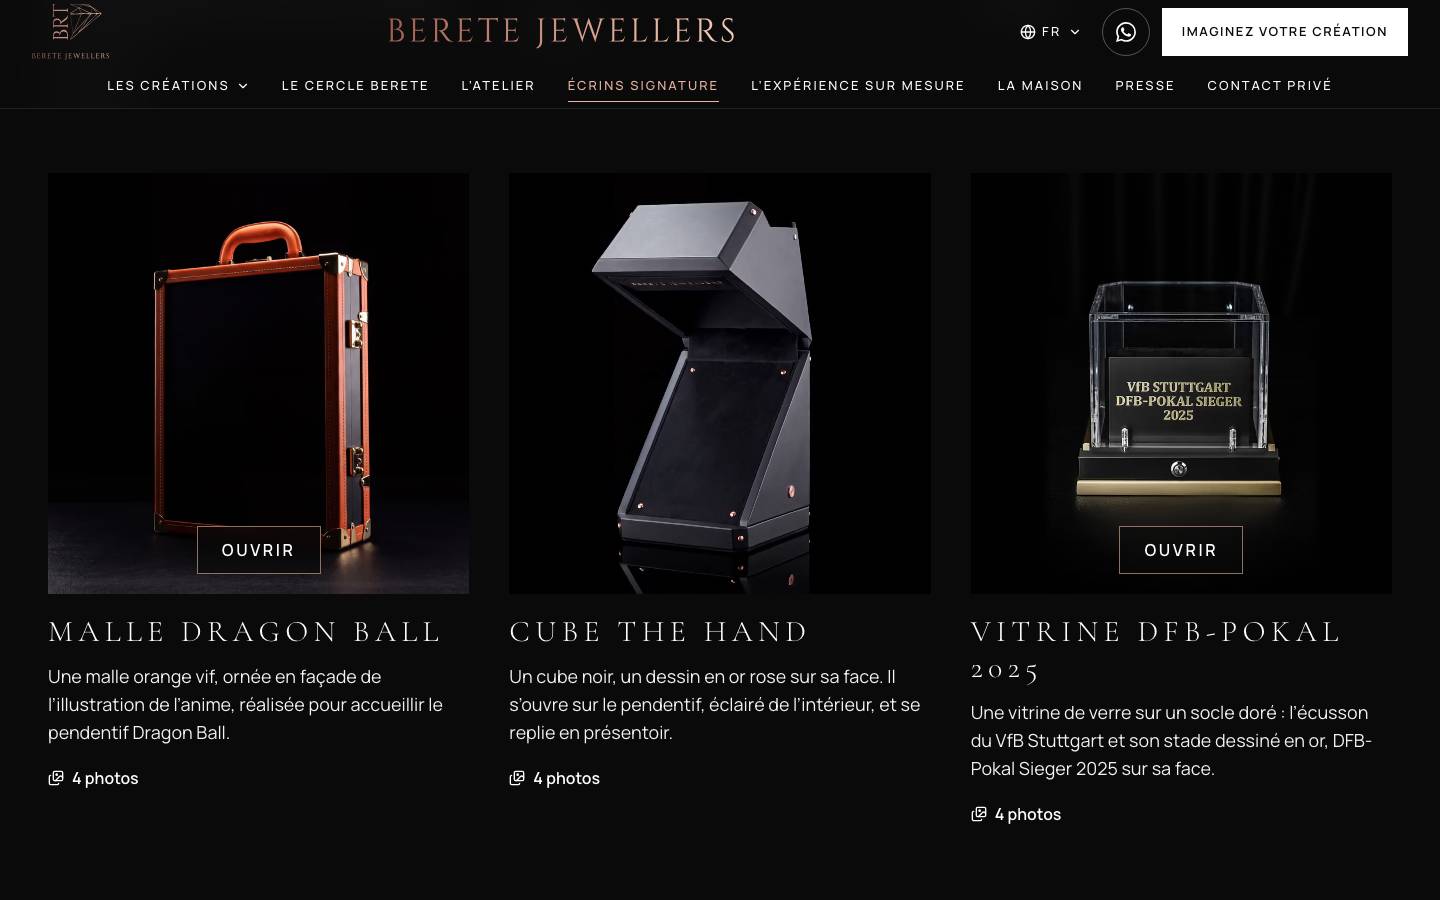 BRT
BERETE JEWELLERS
BERETE JEWELLERS
FR
IMAGINEZ VOTRE CRÉATION
LES CRÉATIONS
LE CERCLE BERETE
L'ATELIER
ÉCRINS SIGNATURE
L'EXPÉRIENCE SUR MESURE
LA MAISON
PRESSE
CONTACT PRIVÉ
OUVRIR
VfB STUTTGART
DFB-POKAL SIEGER
2025
OUVRIR
MALLE DRAGON BALL
Une malle orange vif, ornée en façade de
l’illustration de l’anime, réalisée pour accueillir le
pendentif Dragon Ball.
4 photos
CUBE THE HAND
Un cube noir, un dessin en or rose sur sa face. Il
s’ouvre sur le pendentif, éclairé de l’intérieur, et se
replie en présentoir.
4 photos
VITRINE DFB-POKAL
2025
Une vitrine de verre sur un socle doré : l’écusson
du VfB Stuttgart et son stade dessiné en or, DFB-
Pokal Sieger 2025 sur sa face.
4 photos